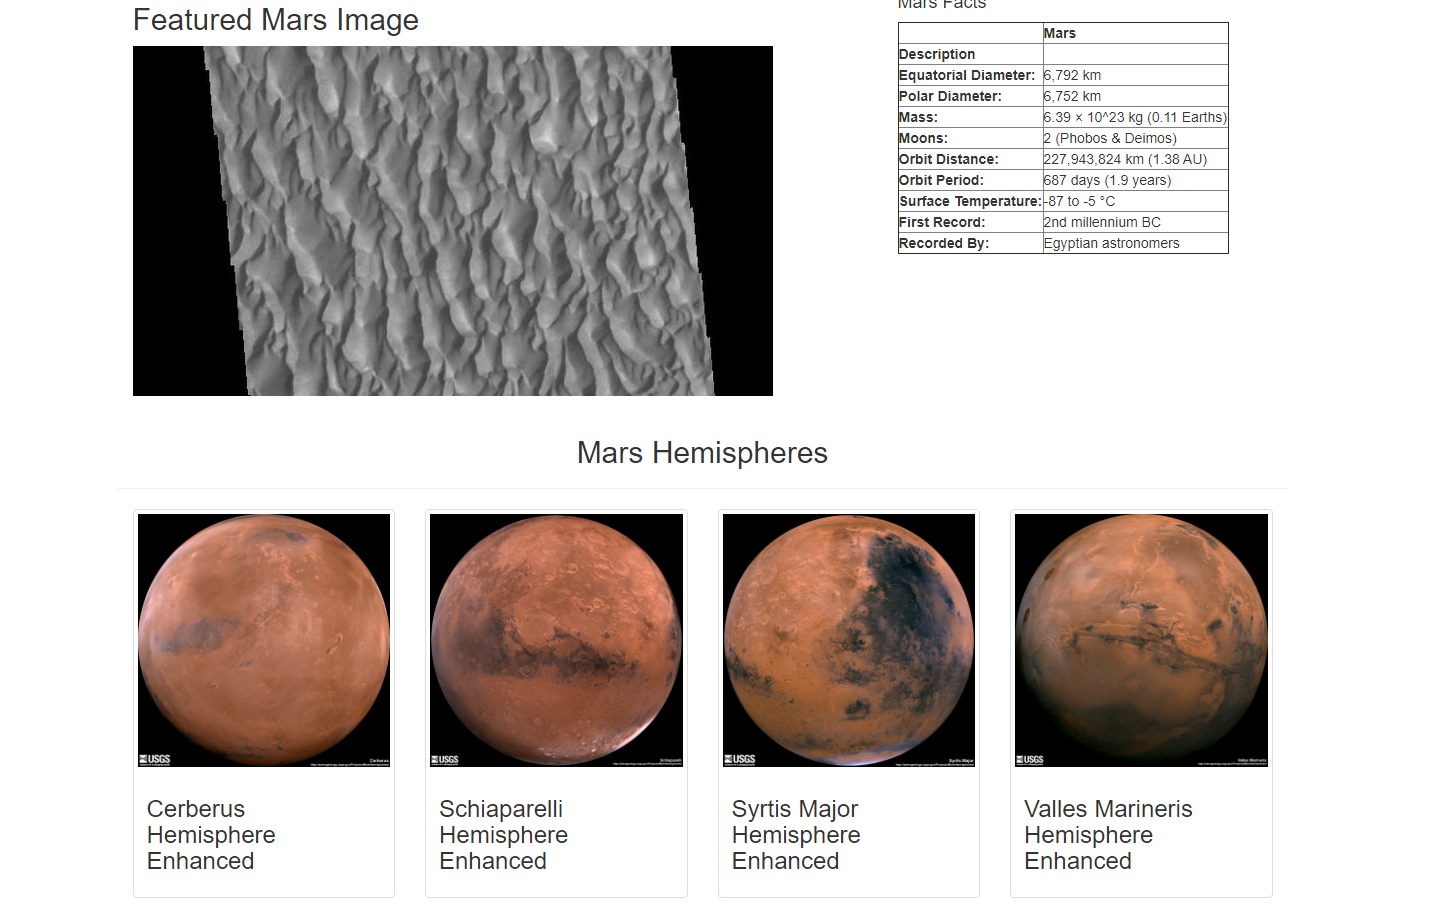 Featured Mars Image
Mars Facts
Mars
Description
Equatorial Diameter: 6,792 km
Polar Diameter: 6,752 km
Mass: 6.39 × 10^23 kg (0.11 Earths)
Moons: 2 (Phobos & Deimos)
Orbit Distance: 227,943,824 km (1.38 AU)
Orbit Period: 687 days (1.9 years)
Surface Temperature: -87 to -5 °C
First Record: 2nd millennium BC
Recorded By: Egyptian astronomers
Mars Hemispheres
USGS
Cerberus
USGS
Schiaparelli
USGS
Syrtis Major
USGS
Valles Marineris
Cerberus
Hemisphere
Enhanced
Schiaparelli
Hemisphere
Enhanced
Syrtis Major
Hemisphere
Enhanced
Valles Marineris
Hemisphere
Enhanced